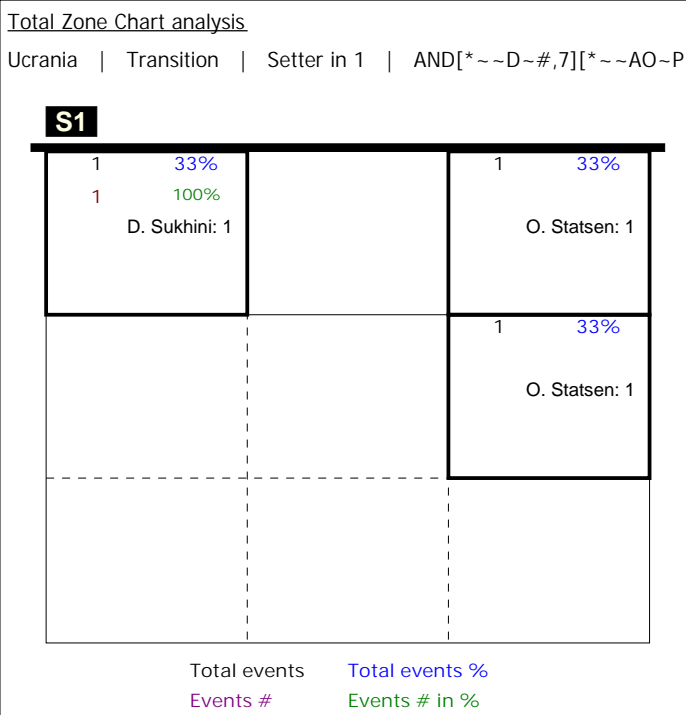 Total Zone Chart analysis
Ucrania | Transition | Setter in 1 | AND[*~~D~#,7][*~~AO~P
S1
1 33% 1 33%
1 100%
D. Sukhini: 1 O. Statsen: 1
1 33%
O. Statsen: 1
Total events Total events %
Events # Events # in %